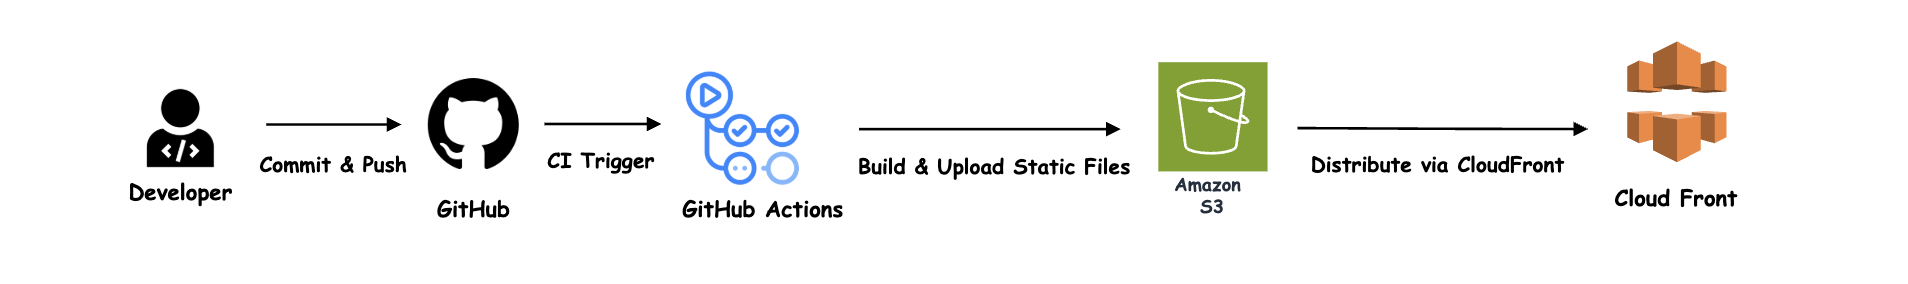 Developer
Commit & Push
GitHub
CI Trigger
GitHub Actions
Build & Upload Static Files
Amazon
S3
Distribute via CloudFront
Cloud Front